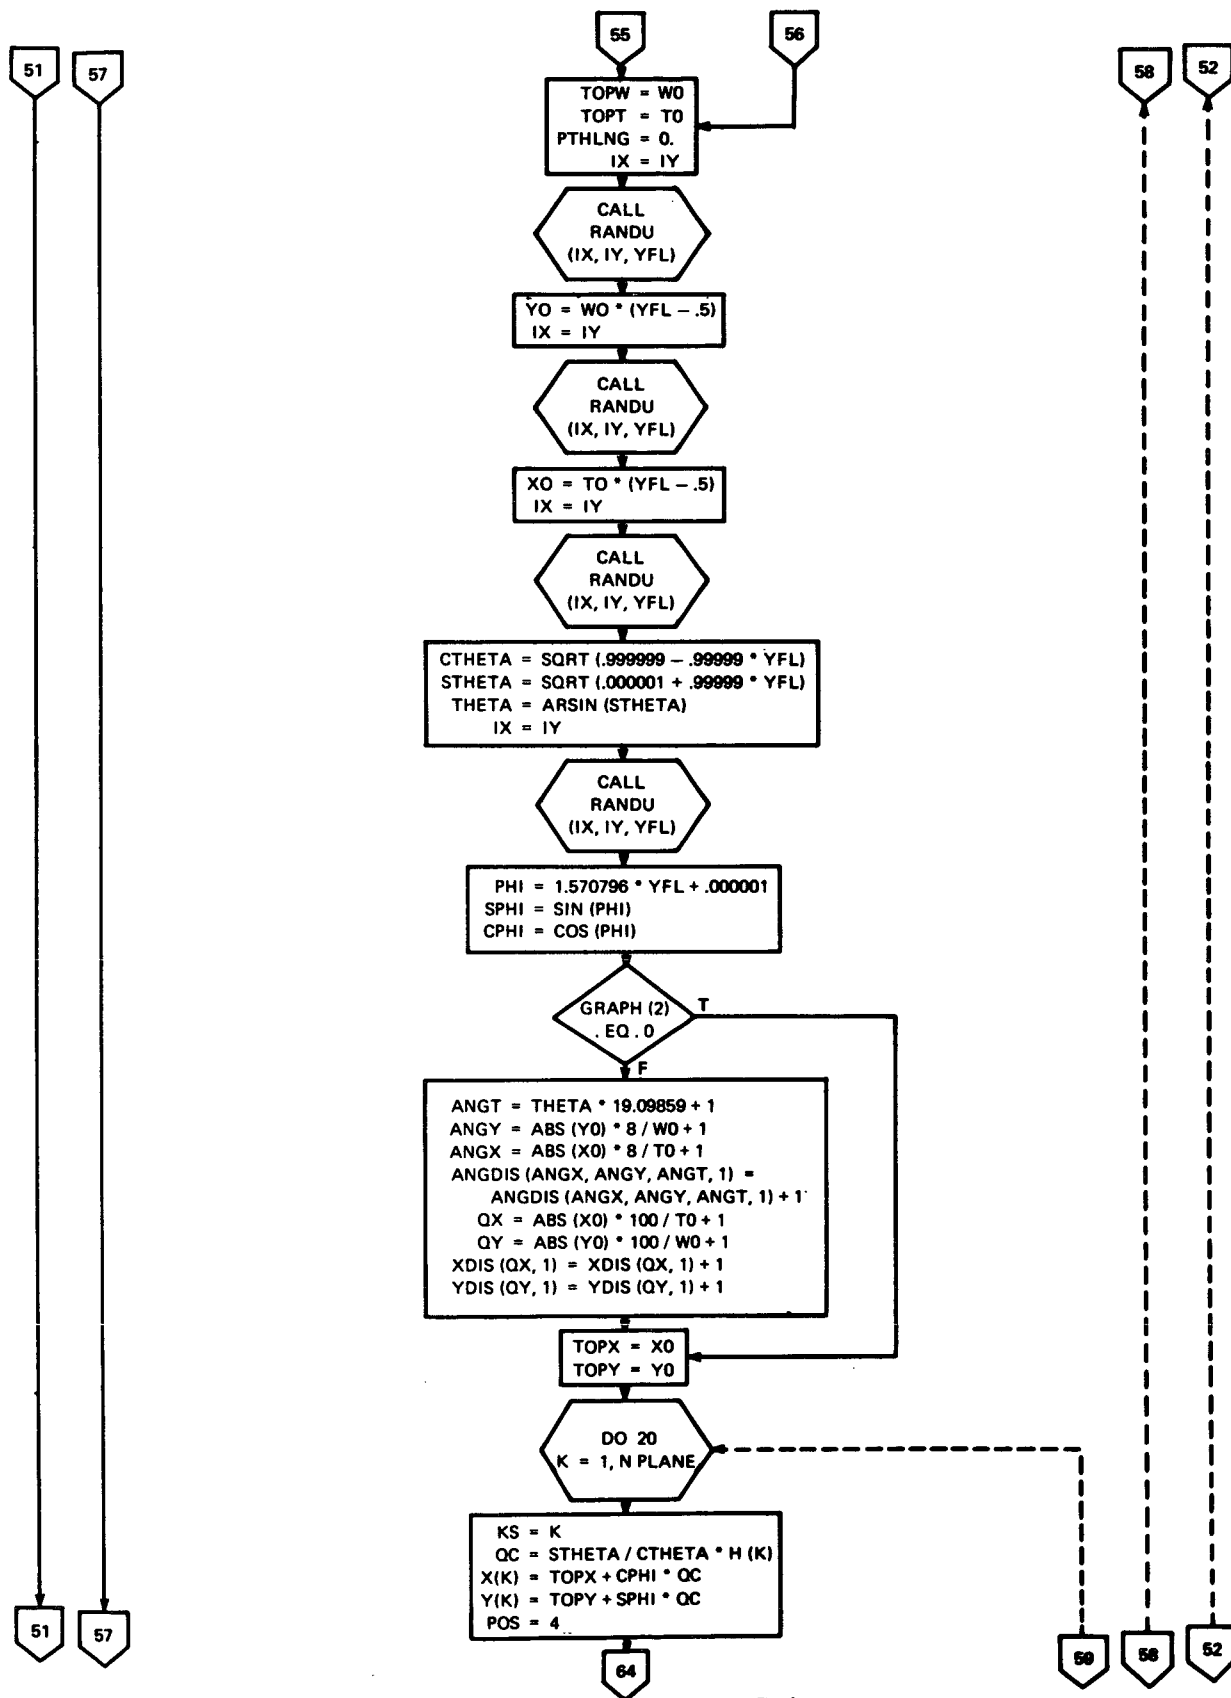 55
56
51
57
58
52
TOPW = W0
TOPT = T0
PTHLNG = 0.
IX = IY
CALL
RANDU
(IX, IY, YFL)
YO = WO * (YFL – .5)
IX = IY
CALL
RANDU
(IX, IY, YFL)
XO = TO * (YFL – .5)
IX = IY
CALL
RANDU
(IX, IY, YFL)
CTHETA = SQRT (.999999 – .99999 * YFL)
STHETA = SQRT (.000001 + .99999 * YFL)
THETA = ARSIN (STHETA)
IX = IY
CALL
RANDU
(IX, IY, YFL)
PHI = 1.570796 * YFL + .000001
SPHI = SIN (PHI)
CPHI = COS (PHI)
GRAPH (2)
. EQ . 0
T
F
ANGT = THETA * 19.09859 + 1
ANGY = ABS (Y0) * 8 / W0 + 1
ANGX = ABS (X0) * 8 / T0 + 1
ANGDIS (ANGX, ANGY, ANGT, 1) =
ANGDIS (ANGX, ANGY, ANGT, 1) + 1
QX = ABS (X0) * 100 / T0 + 1
QY = ABS (Y0) * 100 / W0 + 1
XDIS (QX, 1) = XDIS (QX, 1) + 1
YDIS (QY, 1) = YDIS (QY, 1) + 1
TOPX = X0
TOPY = Y0
DO 20
K = 1, N PLANE
KS = K
QC = STHETA / CTHETA * H (K)
X(K) = TOPX + CPHI * QC
Y(K) = TOPY + SPHI * QC
POS = 4
51
57
64
59
58
52